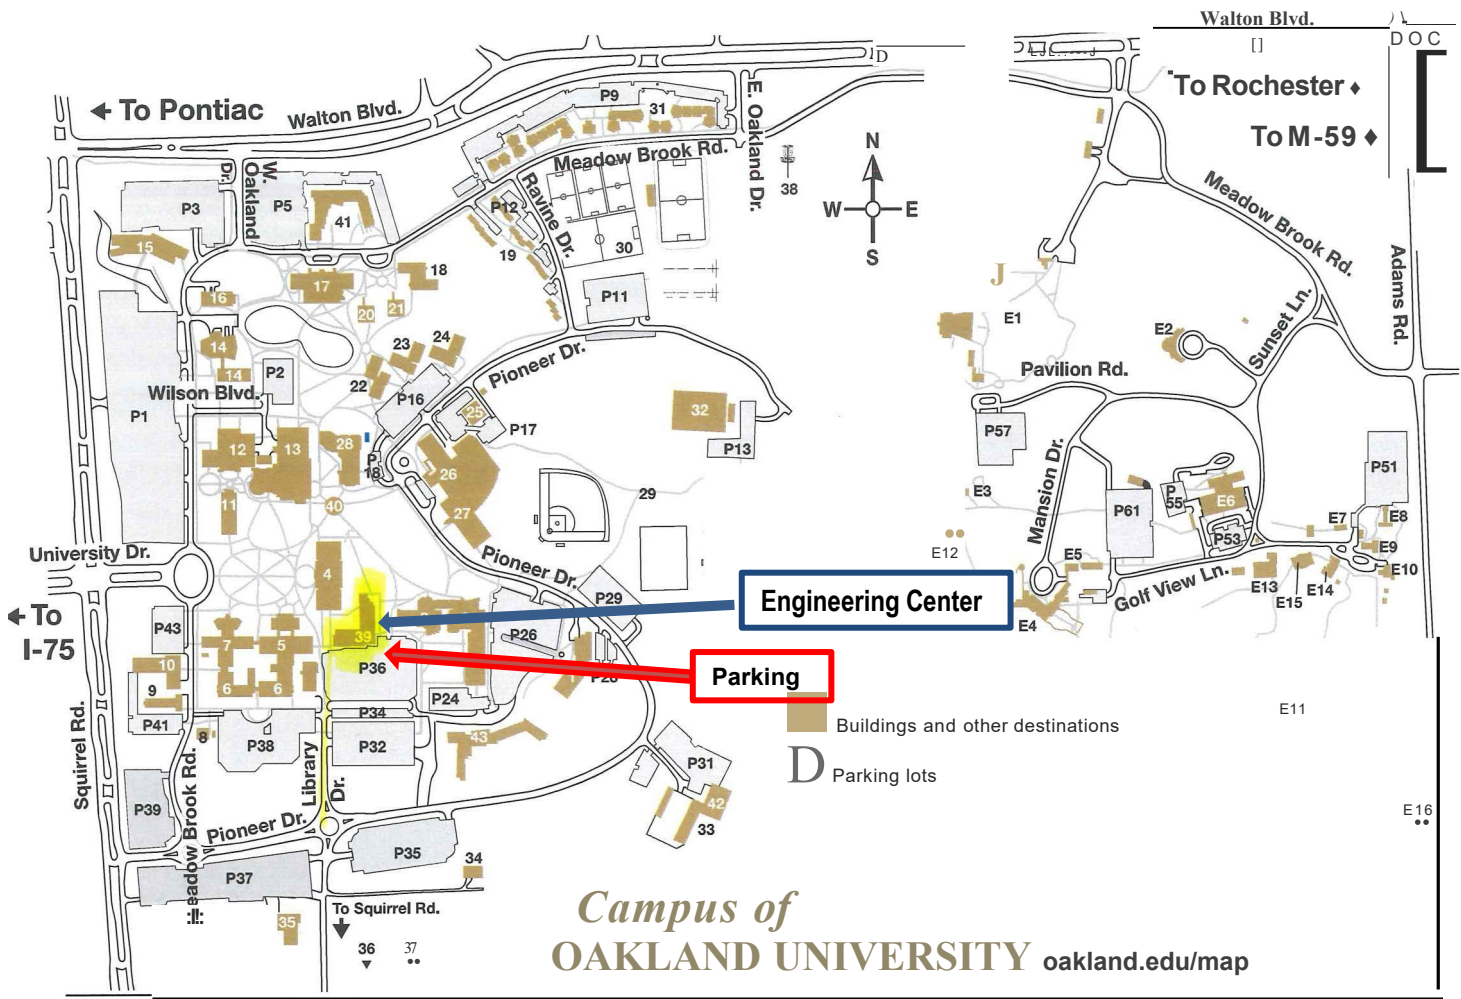 Walton Blvd.
[]
D O C
D
To Rochester
To M-59
← To Pontiac
Walton Blvd.
P9
31
E. Oakland Dr.
Meadow Brook Rd.
38
N
W E
S
Meadow Brook Rd.
Adams Rd.
W. Oakland Dr.
P3
P5
41
P12
Ravine Dr.
30
19
15
18
17
16
20
21
P11
J
E1
E2
Sunset Ln.
Pavilion Rd.
14
14
23
24
22
Pioneer Dr.
P2
Wilson Blvd.
P1
P16
25
P17
32
P13
P57
Mansion Dr.
12
13
28
P 18
26
27
11
40
29
E3
P61
P 55
E6
P53
P51
E7
E8
E9
E10
E12
E5
E4
Golf View Ln.
E13
E15
E14
University Dr.
← To
I-75
4
Pioneer Dr.
P29
Engineering Center
P43
7
5
39
P26
10
9
6
6
P36
P28
Parking
P24
P34
P41
8
P38
P32
43
Library Dr.
Buildings and other destinations
D Parking lots
E11
E16
P31
42
33
Squirrel Rd.
P39
Pioneer Dr.
P35
34
P37
35
To Squirrel Rd.
36
37
Campus of
OAKLAND UNIVERSITY oakland.edu/map